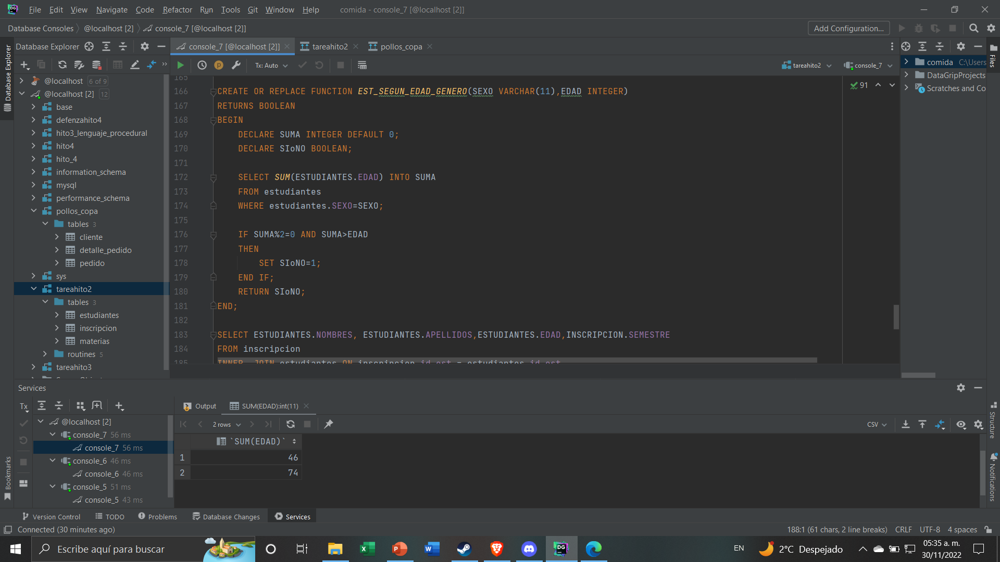 File Edit View Navigate Code Refactor Run Tools Git Window Help comida - console_7 [@localhost [2]]
Database Consoles @localhost [2] console_7 [@localhost [2]] Add Configuration...
Database Explorer
console_7 [@localhost [2]] tareahito2 pollos_copa
Tx: Auto tareahito2 console_7
Database Explorer
@localhost 6 of 9
@localhost [2] 12
base
defenzahito4
hito3_lenguaje_procedural
hito4
hito_4
information_schema
mysql
performance_schema
pollos_copa
tables 3
cliente
detalle_pedido
pedido
sys
tareahito2
tables 3
estudiantes
inscripcion
materias
routines 5
tareahito3
165
166 CREATE OR REPLACE FUNCTION EST_SEGUN_EDAD_GENERO(SEXO VARCHAR(11),EDAD INTEGER)
167 RETURNS BOOLEAN
168 BEGIN
169 DECLARE SUMA INTEGER DEFAULT 0;
170 DECLARE SIoNO BOOLEAN;
171
172 SELECT SUM(ESTUDIANTES.EDAD) INTO SUMA
173 FROM estudiantes
174 WHERE estudiantes.SEXO=SEXO;
175
176 IF SUMA%2=0 AND SUMA>EDAD
177 THEN
178 SET SIoNO=1;
179 END IF;
180 RETURN SIoNO;
181 END;
182
183 SELECT ESTUDIANTES.NOMBRES, ESTUDIANTES.APELLIDOS,ESTUDIANTES.EDAD,INSCRIPCION.SEMESTRE
184 FROM inscripcion
185 INNER JOIN estudiantes ON inscripcion.id_est = estudiantes.id_est
91
comida C:\Users
DataGripProjects
Scratches and Co
Files
Services
Tx
@localhost [2]
console_7 56 ms
console_7 56 ms
console_6 46 ms
console_6 46 ms
console_5 51 ms
console_5 43 ms
Output SUM(EDAD):int(11)
2 rows CSV
`SUM(EDAD)`
1 46
2 74
Bookmarks
Structure
Notifications
Version Control TODO Problems Database Changes Services
Connected (30 minutes ago) 188:1 (61 chars, 2 line breaks) CRLF UTF-8 4 spaces
Escribe aquí para buscar EN 2°C Despejado 05:35 a. m.
30/11/2022